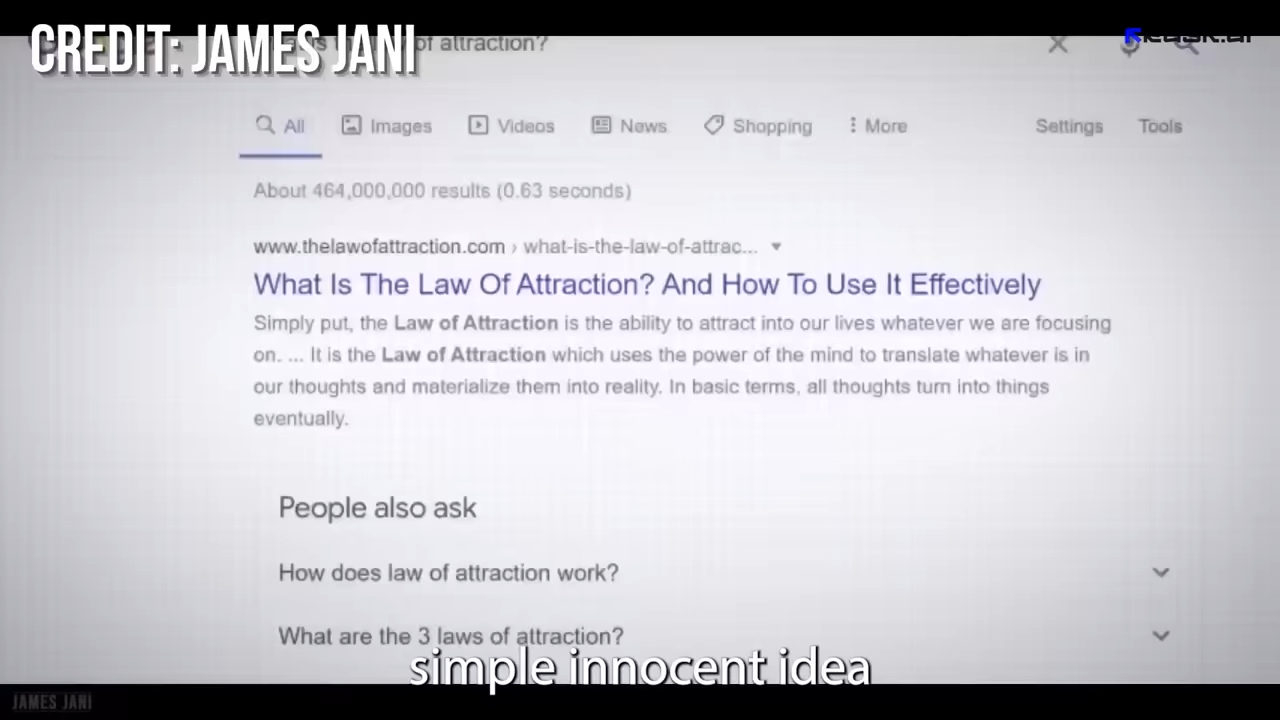 CREDIT: JAMES JANI
of attraction?
All Images Videos News Shopping More Settings Tools
About 464,000,000 results (0.63 seconds)
www.thelawofattraction.com › what-is-the-law-of-attrac...
What Is The Law Of Attraction? And How To Use It Effectively
Simply put, the Law of Attraction is the ability to attract into our lives whatever we are focusing
on. ... It is the Law of Attraction which uses the power of the mind to translate whatever is in
our thoughts and materialize them into reality. In basic terms, all thoughts turn into things
eventually.
People also ask
How does law of attraction work?
What are the 3 laws of attraction?
simple innocent idea
JAMES JANI